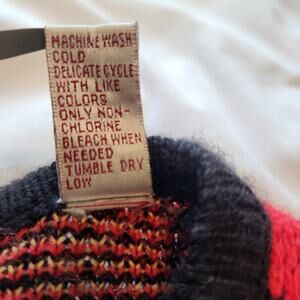 MACHINE WASH
COLD
DELICATE CYCLE
WITH LIKE
COLORS
ONLY NON-
CHLORINE
BLEACH WHEN
NEEDED
TUMBLE DRY
LOW